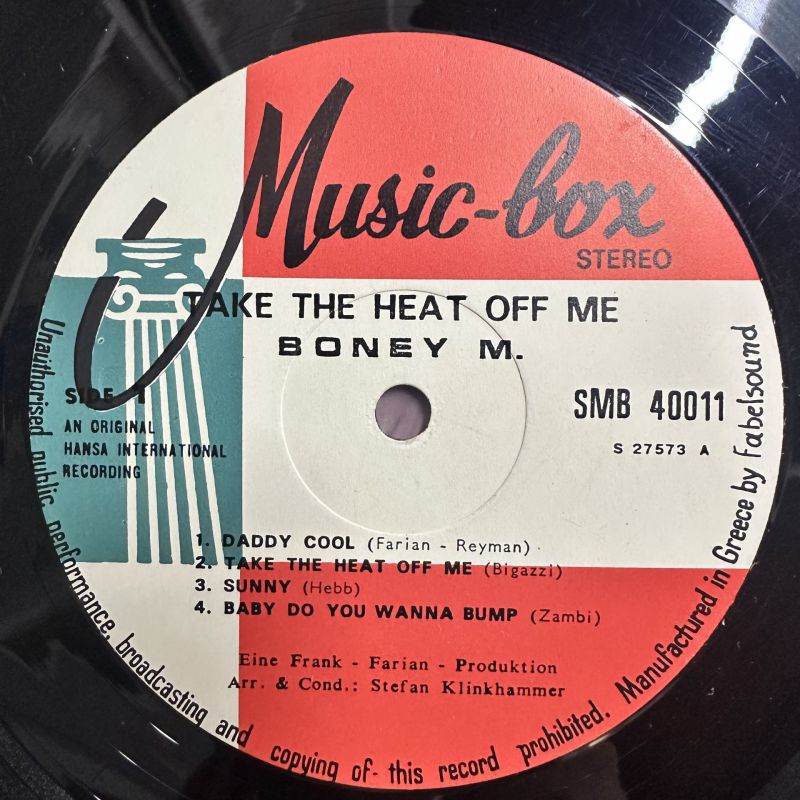 Music-box
STEREO
TAKE THE HEAT OFF ME
BONEY M.
SIDE 1
AN ORIGINAL
HANSA INTERNATIONAL
RECORDING
SMB 40011
S 27573 A
1. DADDY COOL (Farian - Reyman)
2. TAKE THE HEAT OFF ME (Bigazzi)
3. SUNNY (Hebb)
4. BABY DO YOU WANNA BUMP (Zambi)
Eine Frank - Farian - Produktion
Arr. & Cond.: Stefan Klinkhammer
Unauthorised public performance, broadcasting and copying of- this record prohibited. Manufactured in Greece by Fabelsound